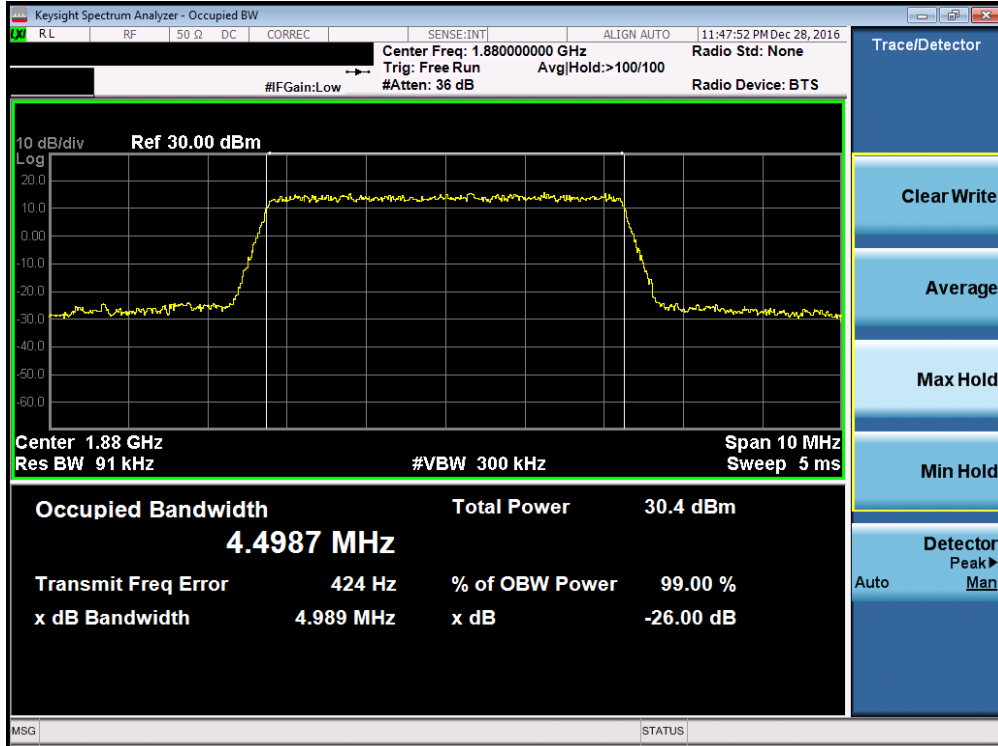 Keysight Spectrum Analyzer - Occupied BW
LXI RL RF 50 Ω DC CORREC SENSE:INT ALIGN AUTO 11:47:52 PM Dec 28, 2016
Center Freq: 1.880000000 GHz Radio Std: None
Trig: Free Run Avg|Hold:>100/100
#IFGain:Low #Atten: 36 dB Radio Device: BTS
10 dB/div Ref 30.00 dBm
Log
20.0
10.0
0.00
-10.0
-20.0
-30.0
-40.0
-50.0
-60.0
Center 1.88 GHz Span 10 MHz
Res BW 91 kHz #VBW 300 kHz Sweep 5 ms
Occupied Bandwidth Total Power 30.4 dBm
4.4987 MHz
Transmit Freq Error 424 Hz % of OBW Power 99.00 %
x dB Bandwidth 4.989 MHz x dB -26.00 dB
Trace/Detector
Clear Write
Average
Max Hold
Min Hold
Detector
Peak▶
Auto Man
MSG STATUS